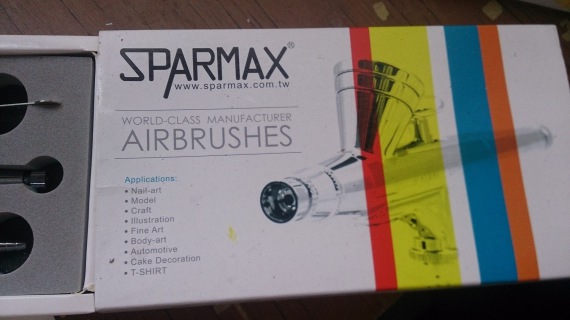 SPARMAX®
www.sparmax.com.tw
WORLD-CLASS MANUFACTURER
AIRBRUSHES
Applications:
• Nail-art
• Model
• Craft
• Illustration
• Fine Art
• Body-art
• Automotive
• Cake Decoration
• T-SHIRT